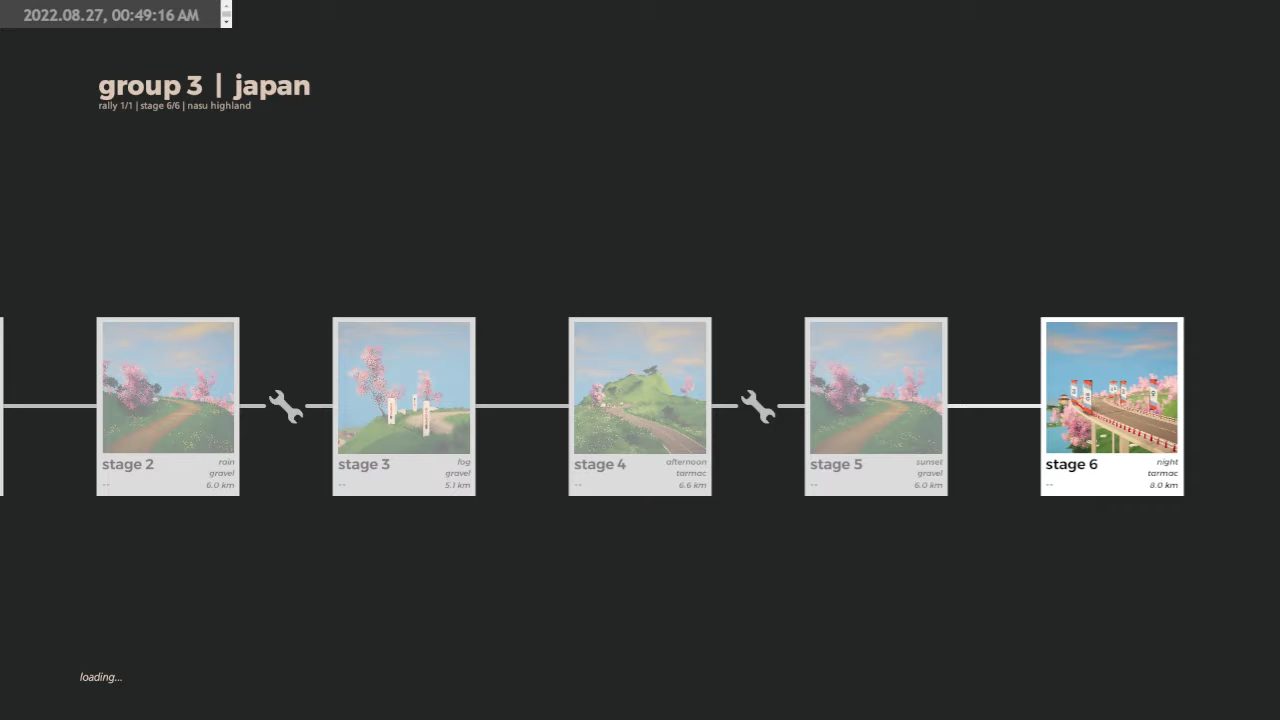 2022.08.27, 00:49:16 AM
group 3 | japan
rally 1/1 | stage 6/6 | nasu highland
stage 2
rain
gravel
--
6.0 km
stage 3
fog
gravel
--
5.1 km
stage 4
afternoon
tarmac
--
6.6 km
stage 5
sunset
gravel
--
6.0 km
stage 6
night
tarmac
--
8.0 km
loading...